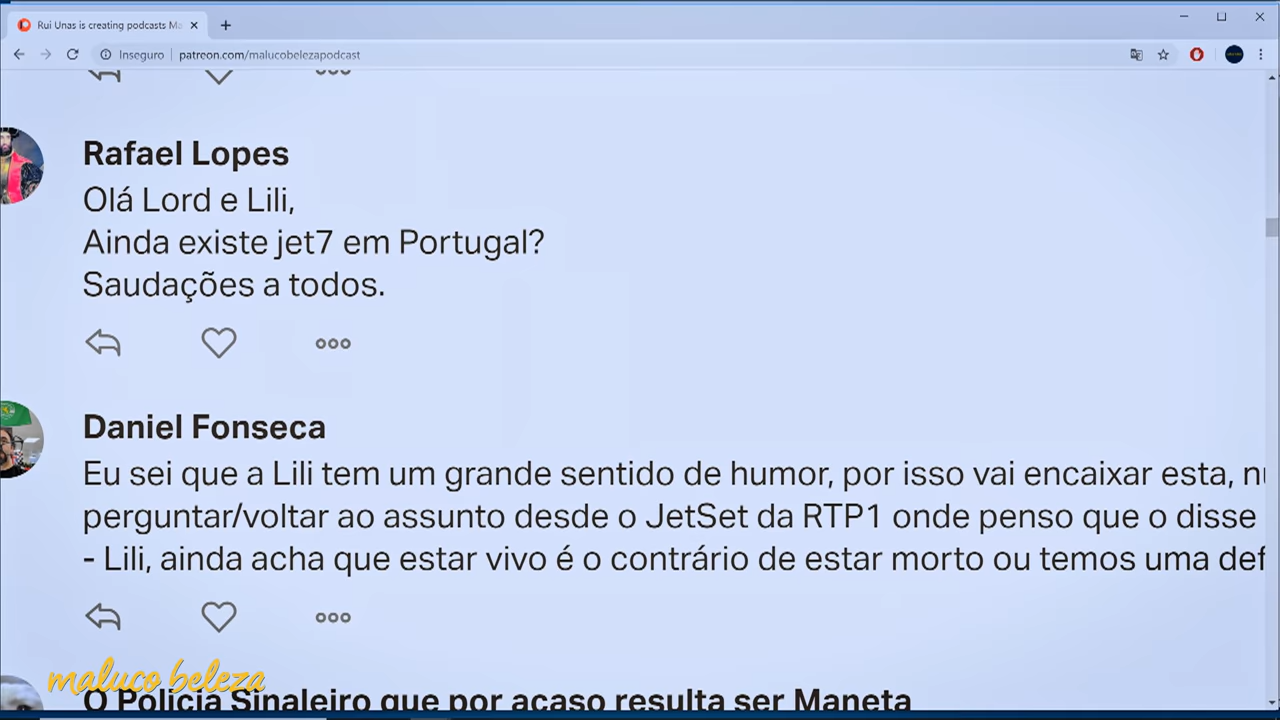 Rui Unas is creating podcasts Ma
Inseguro | patreon.com/malucobelezapodcast
Rafael Lopes
Olá Lord e Lili,
Ainda existe jet7 em Portugal?
Saudações a todos.
Daniel Fonseca
Eu sei que a Lili tem um grande sentido de humor, por isso vai encaixar esta,
perguntar/voltar ao assunto desde o JetSet da RTP1 onde penso que o disse
- Lili, ainda acha que estar vivo é o contrário de estar morto ou temos uma def
maluco beleza
O Policia Sinaleiro que por acaso resulta ser Maneta